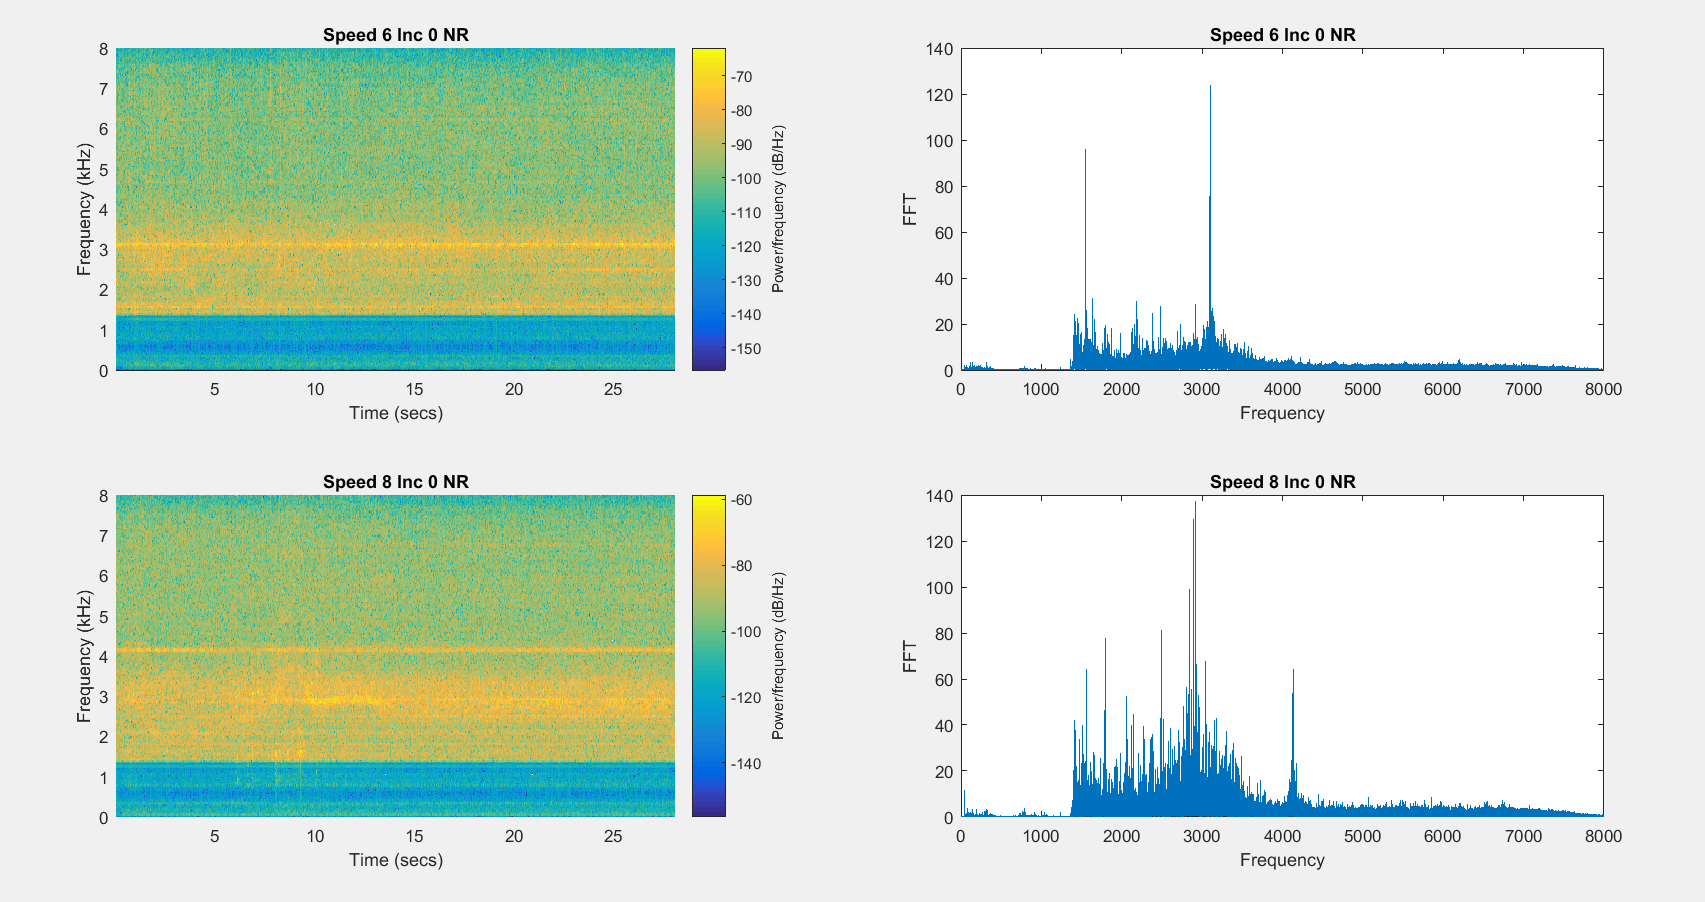 Speed 6 Inc 0 NR
8
7
6
5
4
3
2
1
0
Frequency (kHz)
5 10 15 20 25
Time (secs)
-70
-80
-90
-100
-110
-120
-130
-140
-150
Power/frequency (dB/Hz)
Speed 6 Inc 0 NR
140
120
100
80
60
40
20
0
FFT
0 1000 2000 3000 4000 5000 6000 7000 8000
Frequency
Speed 8 Inc 0 NR
8
7
6
5
4
3
2
1
0
Frequency (kHz)
5 10 15 20 25
Time (secs)
-60
-80
-100
-120
-140
Power/frequency (dB/Hz)
Speed 8 Inc 0 NR
140
120
100
80
60
40
20
0
FFT
0 1000 2000 3000 4000 5000 6000 7000 8000
Frequency